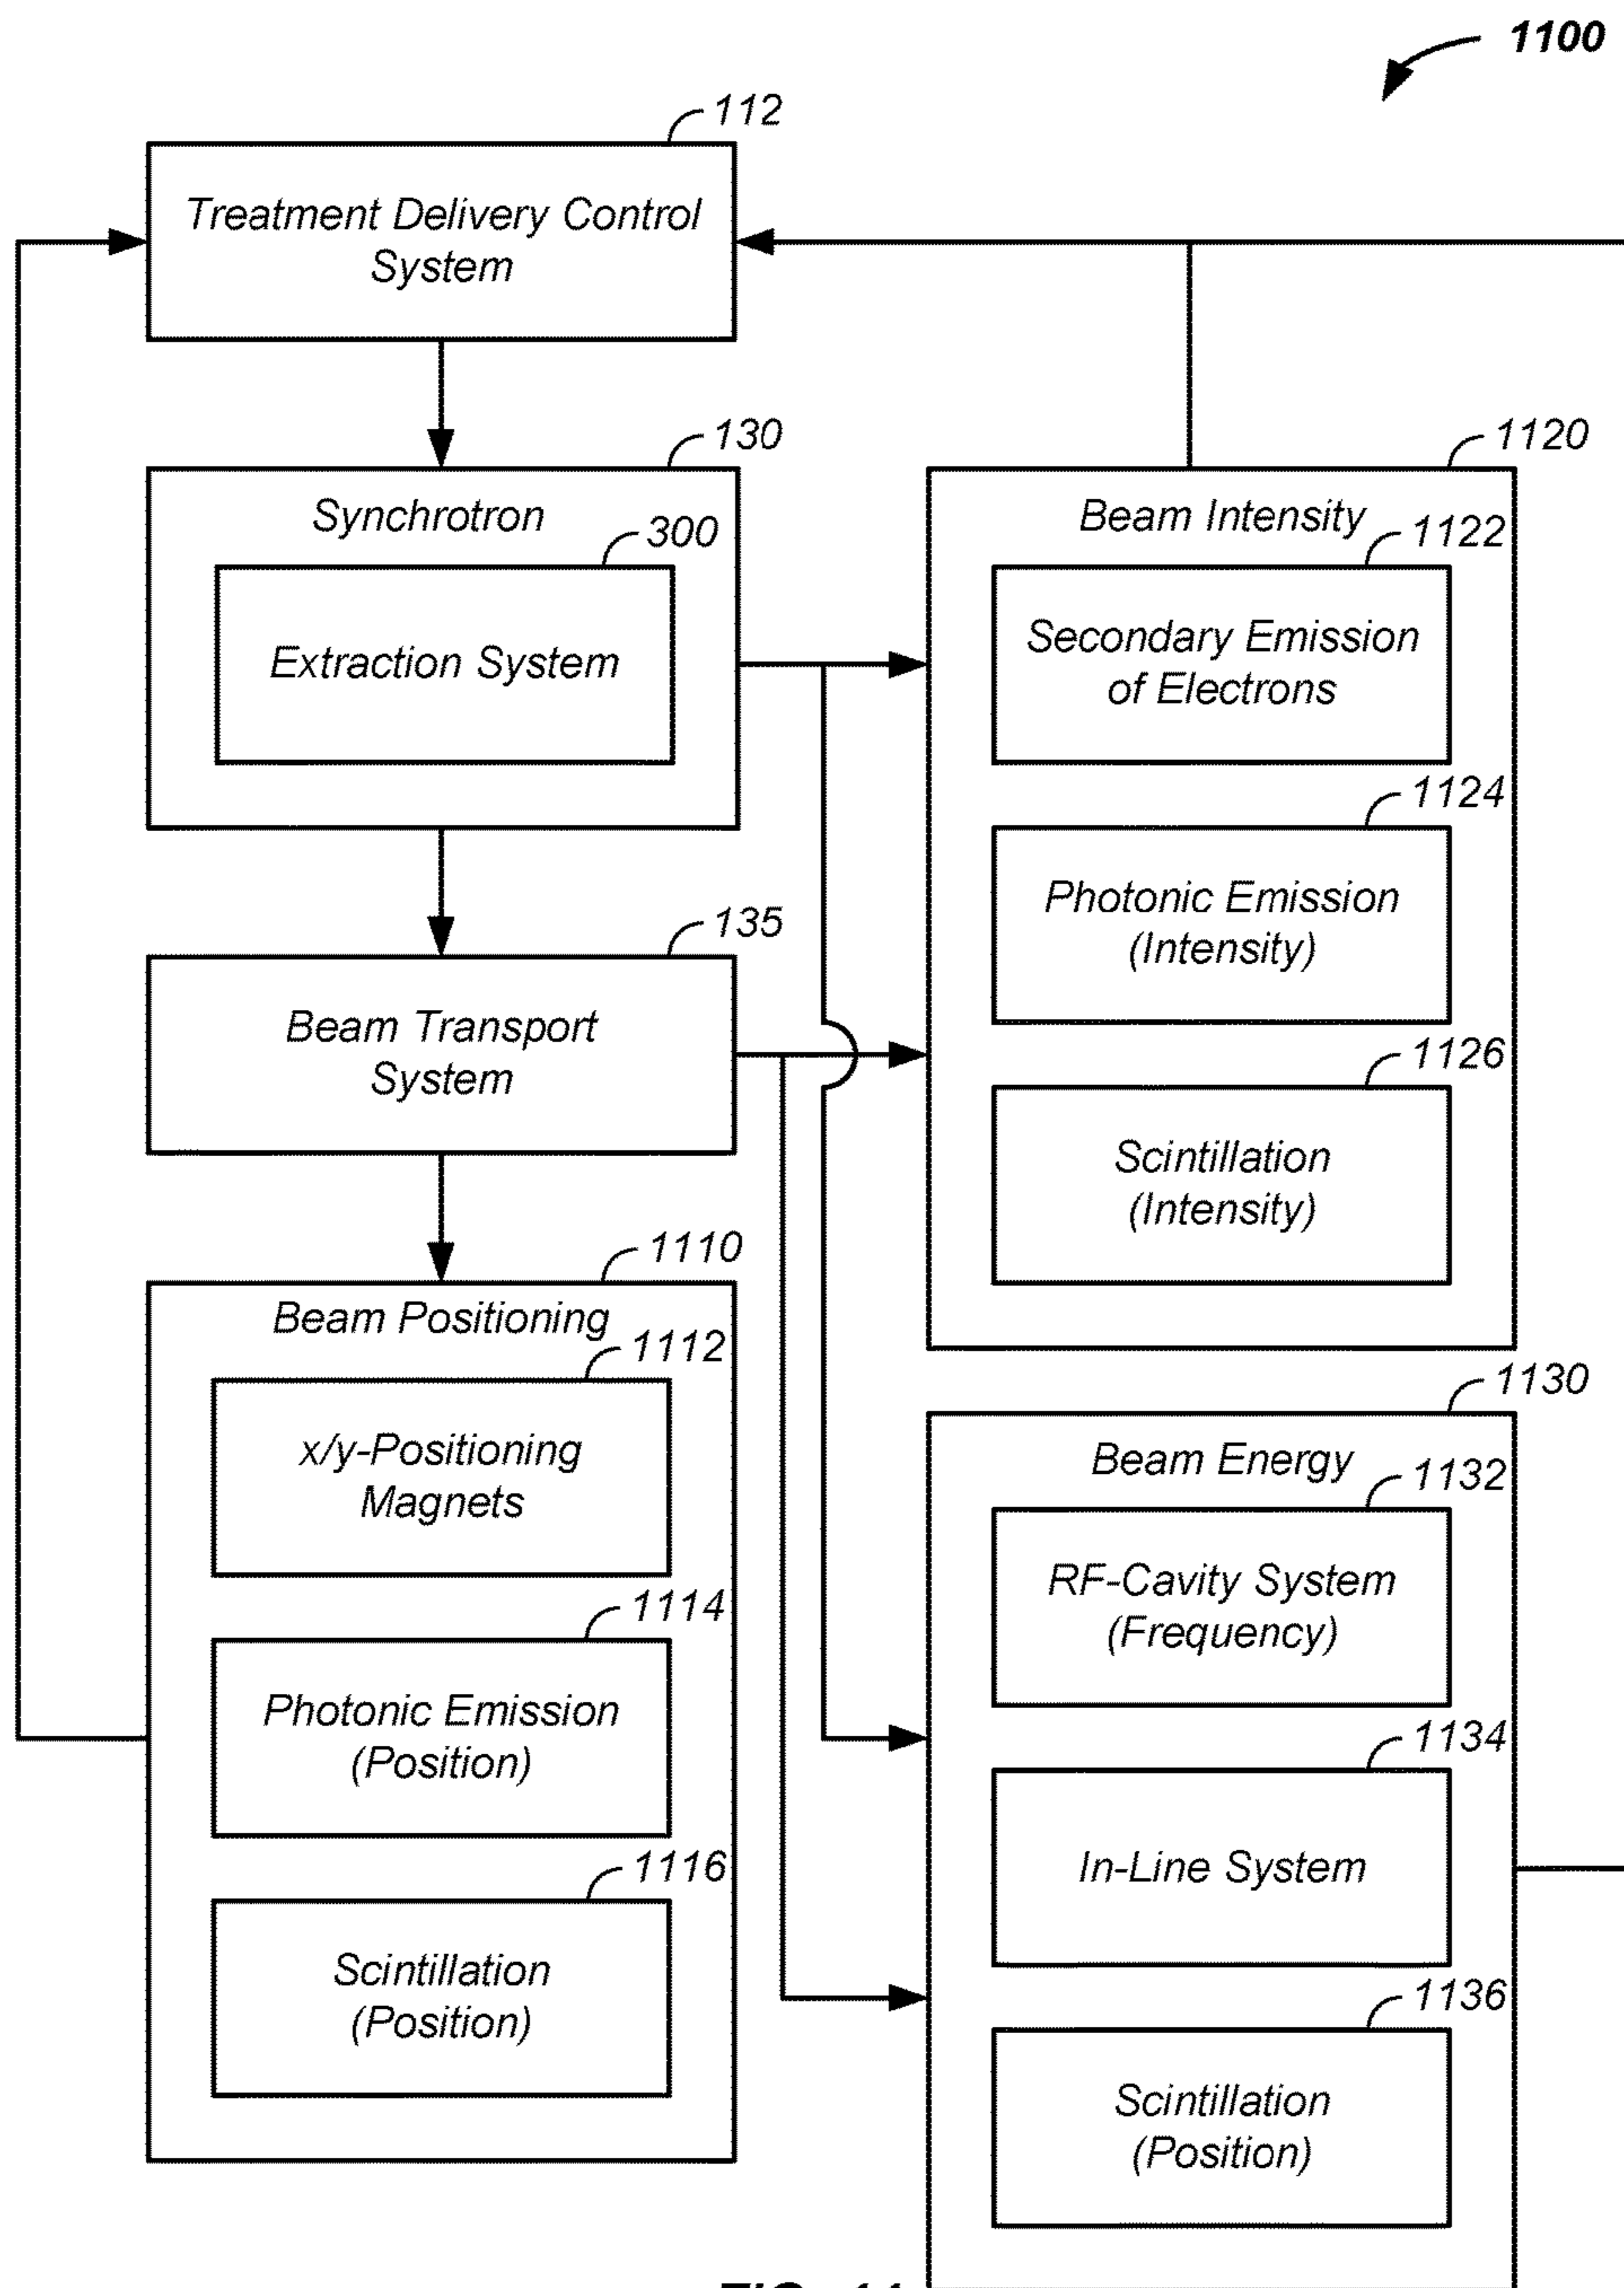 1100
112
Treatment Delivery Control
System
130
Synchrotron
300
Extraction System
135
Beam Transport
System
1110
Beam Positioning
1112
x/y-Positioning
Magnets
1114
Photonic Emission
(Position)
1116
Scintillation
(Position)
1120
Beam Intensity
1122
Secondary Emission
of Electrons
1124
Photonic Emission
(Intensity)
1126
Scintillation
(Intensity)
1130
Beam Energy
1132
RF-Cavity System
(Frequency)
1134
In-Line System
1136
Scintillation
(Position)